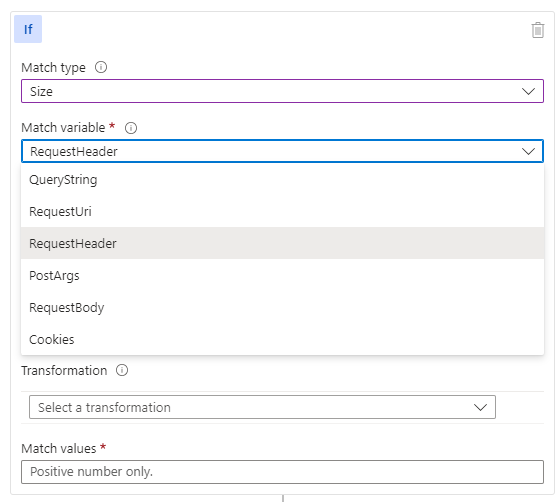 If
Match type
Size
Match variable *
RequestHeader
QueryString
RequestUri
RequestHeader
PostArgs
RequestBody
Cookies
Transformation
Select a transformation
Match values *
Positive number only.